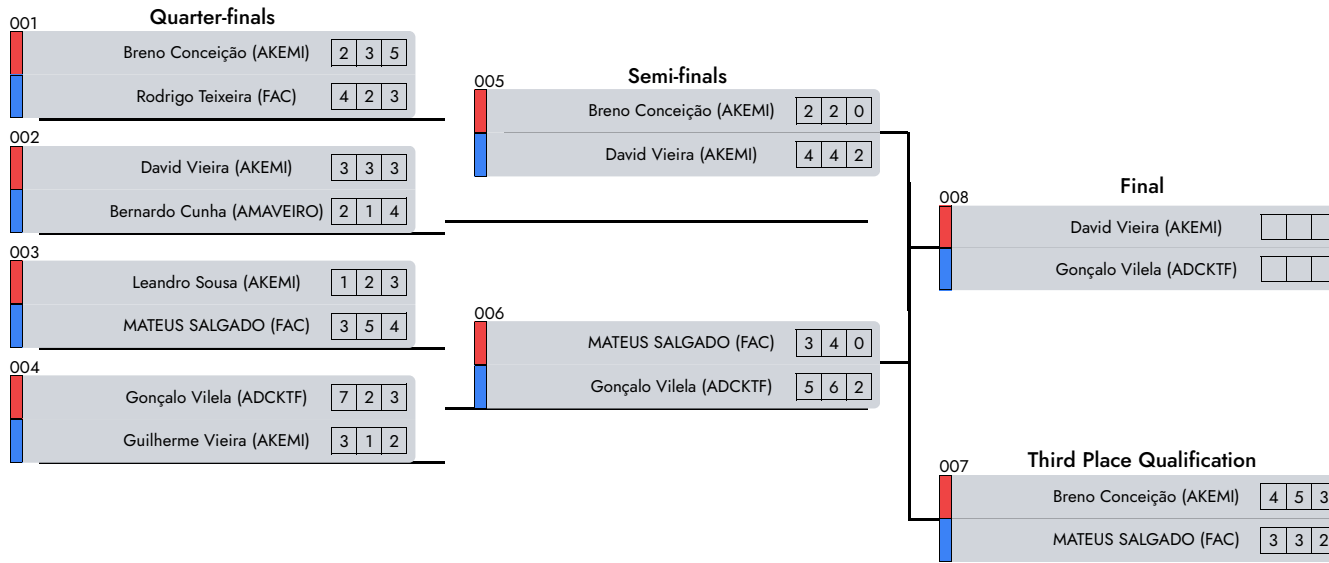 Quarter-finals
001
Breno Conceição (AKEMI) 2 3 5
Rodrigo Teixeira (FAC) 4 2 3
002
David Vieira (AKEMI) 3 3 3
Bernardo Cunha (AMAVEIRO) 2 1 4
003
Leandro Sousa (AKEMI) 1 2 3
MATEUS SALGADO (FAC) 3 5 4
004
Gonçalo Vilela (ADCKTF) 7 2 3
Guilherme Vieira (AKEMI) 3 1 2
Semi-finals
005
Breno Conceição (AKEMI) 2 2 0
David Vieira (AKEMI) 4 4 2
006
MATEUS SALGADO (FAC) 3 4 0
Gonçalo Vilela (ADCKTF) 5 6 2
Final
008
David Vieira (AKEMI)
Gonçalo Vilela (ADCKTF)
Third Place Qualification
007
Breno Conceição (AKEMI) 4 5 3
MATEUS SALGADO (FAC) 3 3 2